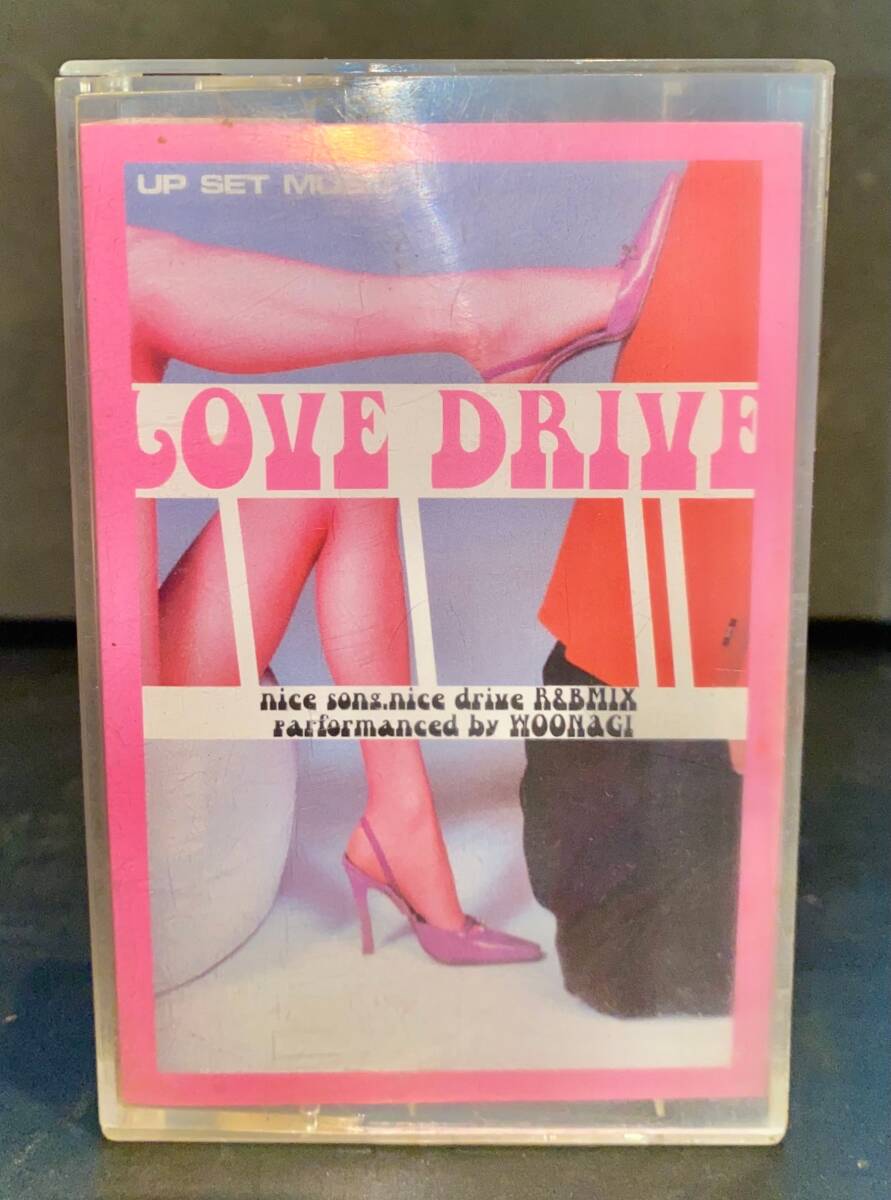 UP SET
LOVE DRIVE
nice song.nice drive R&BMIX
Parformanced by WOONAGI